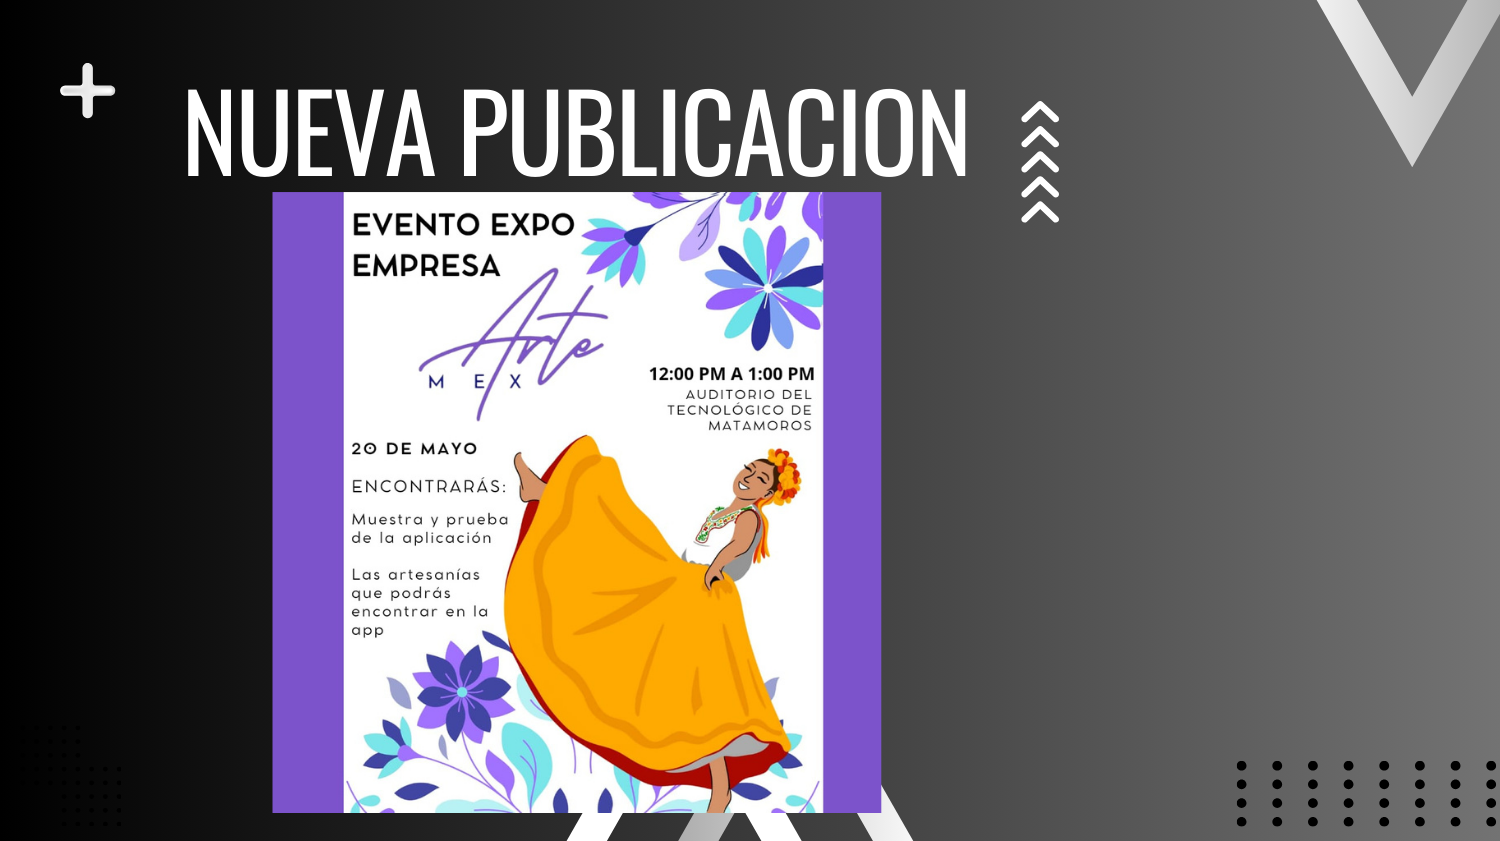 NUEVA PUBLICACION
EVENTO EXPO
EMPRESA
Arte
MEX
12:00 PM A 1:00 PM
AUDITORIO DEL
TECNOLÓGICO DE
MATAMOROS
20 DE MAYO
ENCONTRARÁS:
Muestra y prueba
de la aplicación
Las artesanías
que podrás
encontrar en la
app